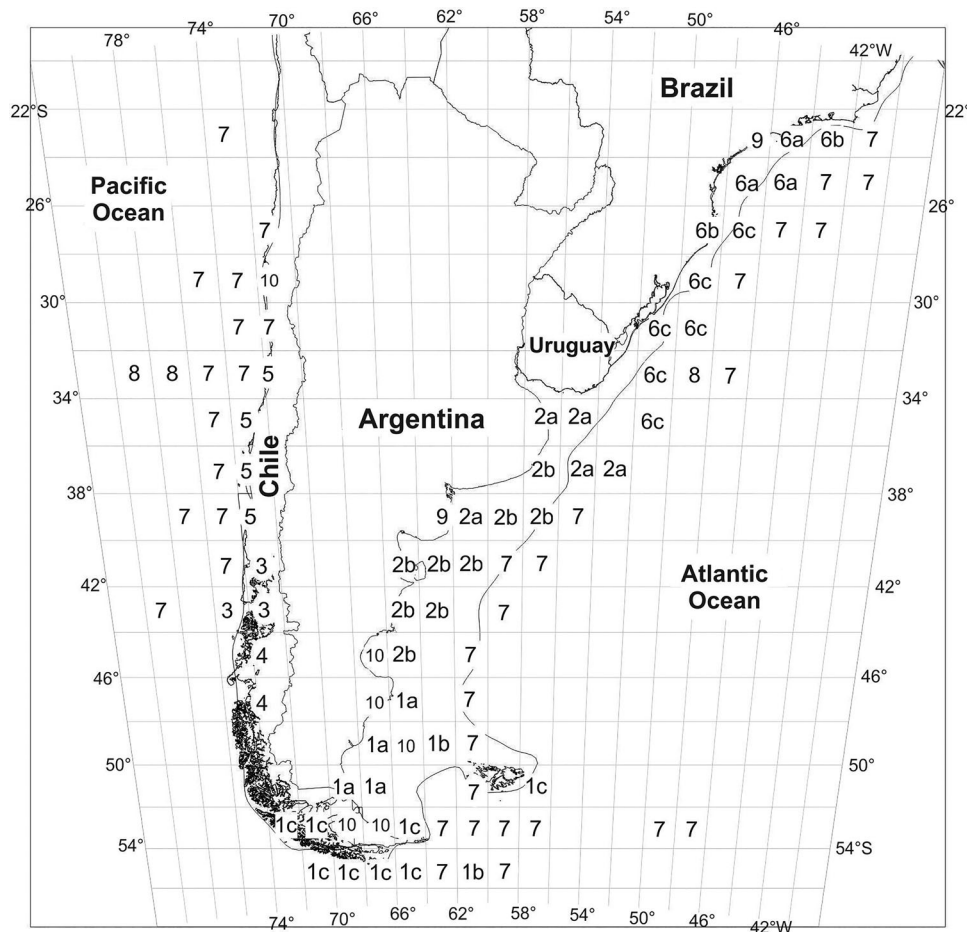 78° 74° 70° 66° 62° 58° 54° 50° 46°
42°W
Brazil
22°S 22°
7 9 6a 6b 7
Pacific
Ocean
6a 6a 7 7
26° 26°
7 6b 6c 7 7
7 7 10 6c 7
30° 30°
7 7 6c 6c
Uruguay
8 8 7 7 5 6c 8 7
34° 34°
Argentina
7 5 2a 2a 6c
Chile
7 5 2b 2a 2a
38° 38°
7 7 5 9 2a 2b 2b 7
7 3 2b 2b 2b 7 7
Atlantic
Ocean
42° 42°
7 3 3 2b 2b 7
4 10 2b 7
46° 46°
4 10 1a 7
1a 10 1b 7
50° 50°
1a 1a 7 1c
1c 1c 10 10 1c 7 7 7 7 7 7
54° 54°S
1c 1c 1c 1c 7 1b 7
74° 70° 66° 62° 58° 54° 50° 46° 42°W